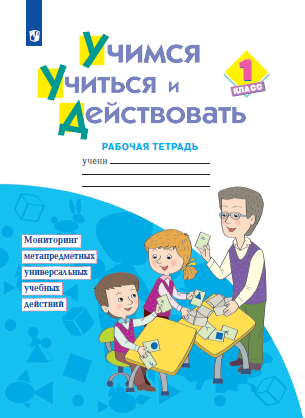 Учимся
Учиться и
Действовать
1
КЛАСС
РАБОЧАЯ ТЕТРАДЬ
учени
Мониторинг
метапредметных
универсальных
учебных
действий